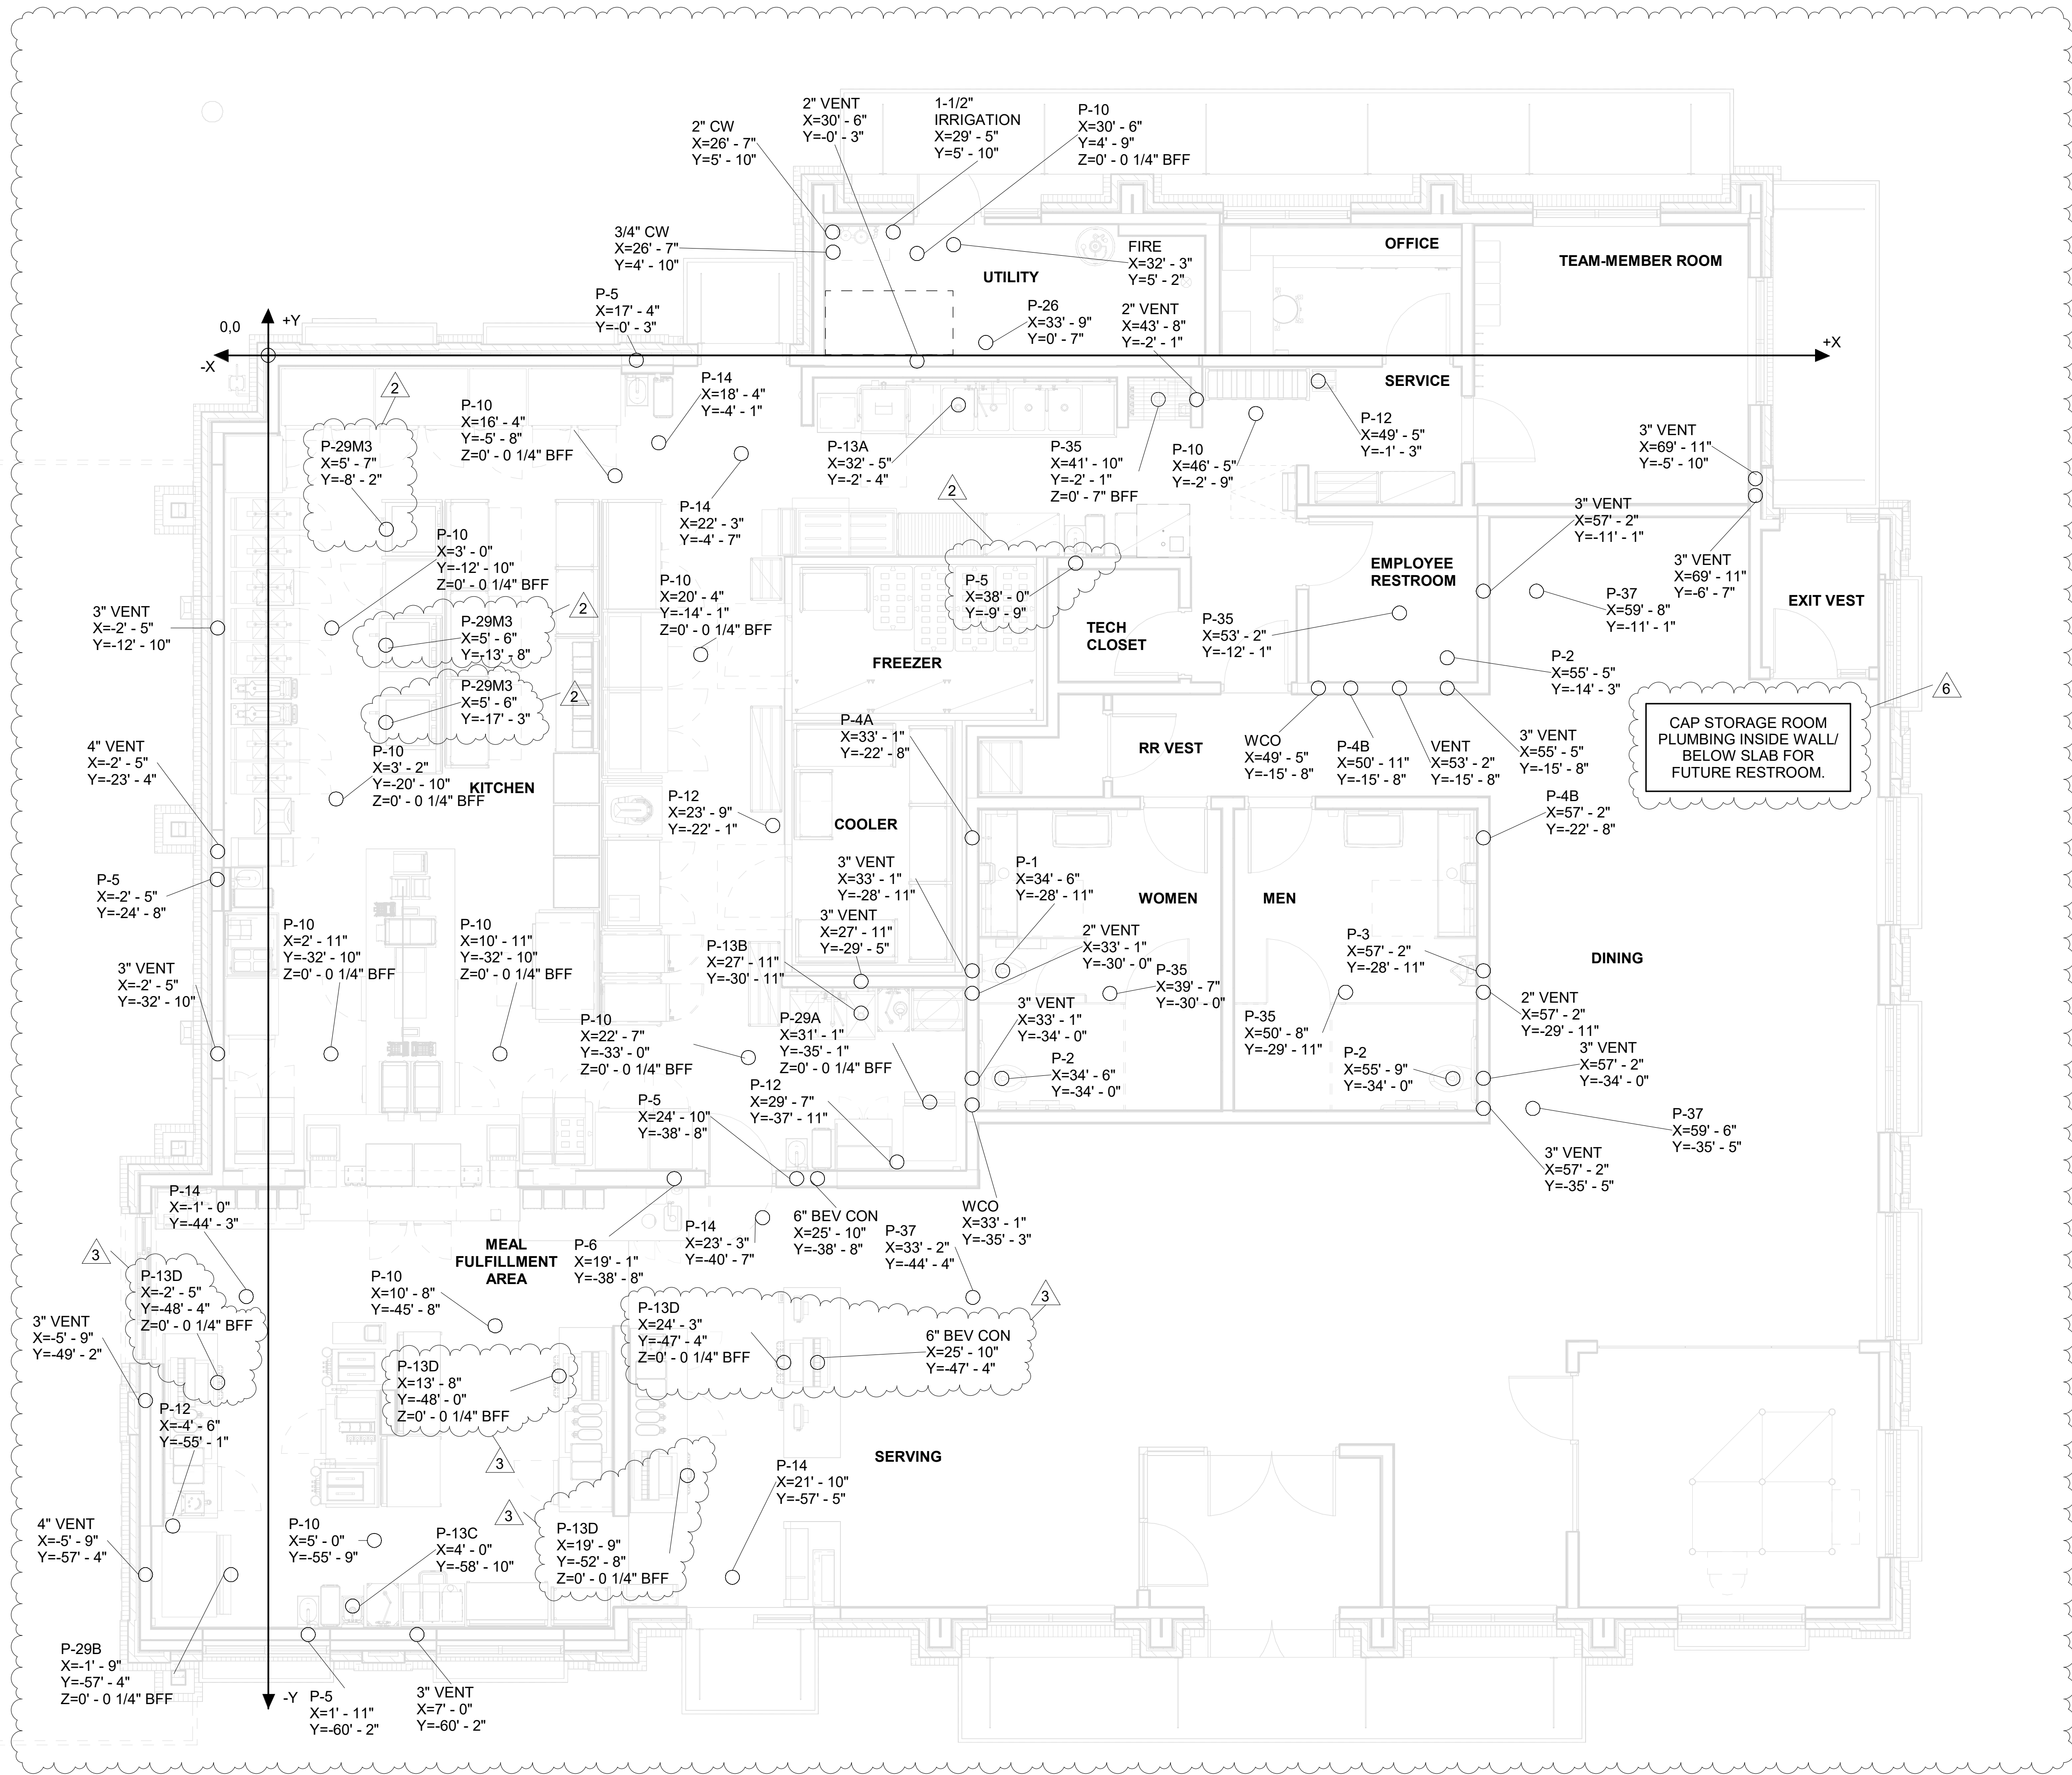 2" VENT
X=30' - 6"
Y=-0' - 3"
1-1/2"
IRRIGATION
X=29' - 5"
Y=5' - 10"
P-10
X=30' - 6"
Y=4' - 9"
Z=0' - 0 1/4" BFF
2" CW
X=26' - 7"
Y=5' - 10"
3/4" CW
X=26' - 7"
Y=4' - 10"
FIRE
X=32' - 3"
Y=5' - 2"
UTILITY
OFFICE
TEAM-MEMBER ROOM
P-5
X=17' - 4"
Y=-0' - 3"
P-26
X=33' - 9"
Y=0' - 7"
2" VENT
X=43' - 8"
Y=-2' - 1"
0,0
+Y
-X
+X
2
P-14
X=18' - 4"
Y=-4' - 1"
SERVICE
P-10
X=16' - 4"
Y=-5' - 8"
Z=0' - 0 1/4" BFF
P-12
X=49' - 5"
Y=-1' - 3"
P-29M3
X=5' - 7"
Y=-8' - 2"
P-13A
X=32' - 5"
Y=-2' - 4"
P-35
X=41' - 10"
Y=-2' - 1"
Z=0' - 7" BFF
P-10
X=46' - 5"
Y=-2' - 9"
3" VENT
X=69' - 11"
Y=-5' - 10"
2
P-14
X=22' - 3"
Y=-4' - 7"
3" VENT
X=57' - 2"
Y=-11' - 1"
P-10
X=3' - 0"
Y=-12' - 10"
Z=0' - 0 1/4" BFF
3" VENT
X=69' - 11"
Y=-6' - 7"
EMPLOYEE
RESTROOM
P-10
X=20' - 4"
Y=-14' - 1"
Z=0' - 0 1/4" BFF
P-5
X=38' - 0"
Y=-9' - 9"
P-37
X=59' - 8"
Y=-11' - 1"
EXIT VEST
3" VENT
X=-2' - 5"
Y=-12' - 10"
2
P-29M3
X=5' - 6"
Y=-13' - 8"
TECH
CLOSET
P-35
X=53' - 2"
Y=-12' - 1"
FREEZER
P-2
X=55' - 5"
Y=-14' - 3"
P-29M3
X=5' - 6"
Y=-17' - 3"
2
6
CAP STORAGE ROOM
PLUMBING INSIDE WALL/
BELOW SLAB FOR
FUTURE RESTROOM.
P-4A
X=33' - 1"
Y=-22' - 8"
RR VEST
WCO
X=49' - 5"
Y=-15' - 8"
P-4B
X=50' - 11"
Y=-15' - 8"
VENT
X=53' - 2"
Y=-15' - 8"
3" VENT
X=55' - 5"
Y=-15' - 8"
4" VENT
X=-2' - 5"
Y=-23' - 4"
P-10
X=3' - 2"
Y=-20' - 10"
Z=0' - 0 1/4" BFF
KITCHEN
P-12
X=23' - 9"
Y=-22' - 1"
COOLER
P-4B
X=57' - 2"
Y=-22' - 8"
3" VENT
X=33' - 1"
Y=-28' - 11"
P-1
X=34' - 6"
Y=-28' - 11"
P-5
X=-2' - 5"
Y=-24' - 8"
WOMEN
MEN
P-10
X=2' - 11"
Y=-32' - 10"
Z=0' - 0 1/4" BFF
P-10
X=10' - 11"
Y=-32' - 10"
Z=0' - 0 1/4" BFF
3" VENT
X=27' - 11"
Y=-29' - 5"
2" VENT
X=33' - 1"
Y=-30' - 0"
P-3
X=57' - 2"
Y=-28' - 11"
P-13B
X=27' - 11"
Y=-30' - 11"
DINING
3" VENT
X=-2' - 5"
Y=-32' - 10"
P-35
X=39' - 7"
Y=-30' - 0"
2" VENT
X=57' - 2"
Y=-29' - 11"
3" VENT
X=33' - 1"
Y=-34' - 0"
P-10
X=22' - 7"
Y=-33' - 0"
Z=0' - 0 1/4" BFF
P-29A
X=31' - 1"
Y=-35' - 1"
Z=0' - 0 1/4" BFF
P-35
X=50' - 8"
Y=-29' - 11"
3" VENT
X=57' - 2"
Y=-34' - 0"
P-2
X=34' - 6"
Y=-34' - 0"
P-2
X=55' - 9"
Y=-34' - 0"
P-12
X=29' - 7"
Y=-37' - 11"
P-5
X=24' - 10"
Y=-38' - 8"
P-37
X=59' - 6"
Y=-35' - 5"
3" VENT
X=57' - 2"
Y=-35' - 5"
P-14
X=-1' - 0"
Y=-44' - 3"
6" BEV CON
X=25' - 10"
Y=-38' - 8"
WCO
X=33' - 1"
Y=-35' - 3"
P-14
X=23' - 3"
Y=-40' - 7"
P-37
X=33' - 2"
Y=-44' - 4"
MEAL
FULFILLMENT
AREA
P-6
X=19' - 1"
Y=-38' - 8"
3
P-13D
X=-2' - 5"
Y=-48' - 4"
Z=0' - 0 1/4" BFF
P-10
X=10' - 8"
Y=-45' - 8"
3
P-13D
X=24' - 3"
Y=-47' - 4"
Z=0' - 0 1/4" BFF
6" BEV CON
X=25' - 10"
Y=-47' - 4"
3" VENT
X=-5' - 9"
Y=-49' - 2"
P-13D
X=13' - 8"
Y=-48' - 0"
Z=0' - 0 1/4" BFF
3
P-12
X=-4' - 6"
Y=-55' - 1"
SERVING
P-14
X=21' - 10"
Y=-57' - 5"
3
P-13D
X=19' - 9"
Y=-52' - 8"
Z=0' - 0 1/4" BFF
4" VENT
X=-5' - 9"
Y=-57' - 4"
P-10
X=5' - 0"
Y=-55' - 9"
P-13C
X=4' - 0"
Y=-58' - 10"
P-29B
X=-1' - 9"
Y=-57' - 4"
Z=0' - 0 1/4" BFF
-Y
P-5
X=1' - 11"
Y=-60' - 2"
3" VENT
X=7' - 0"
Y=-60' - 2"